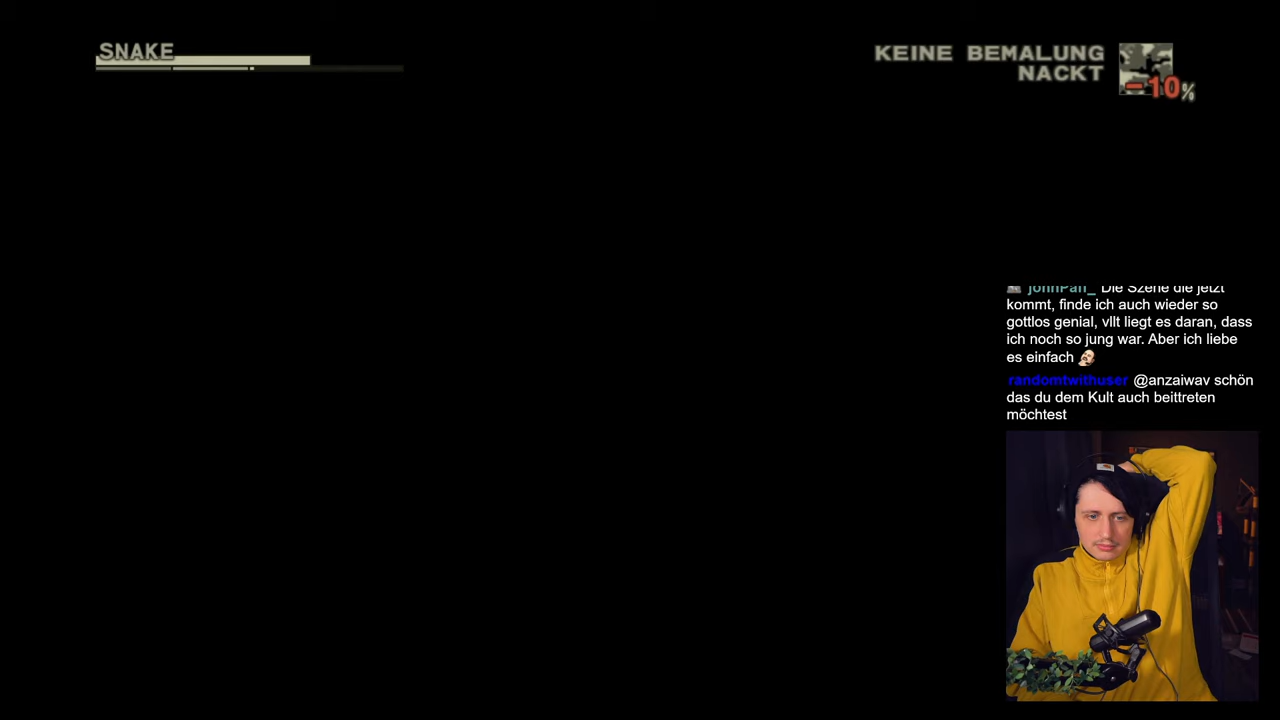 SNAKE
KEINE BEMALUNG
NACKT
-10%
johnPan_ Die Szene die jetzt
kommt, finde ich auch wieder so
gottlos genial, vllt liegt es daran, dass
ich noch so jung war. Aber ich liebe
es einfach
randomtwithuser @anzaiwav schön
das du dem Kult auch beittreten
möchtest